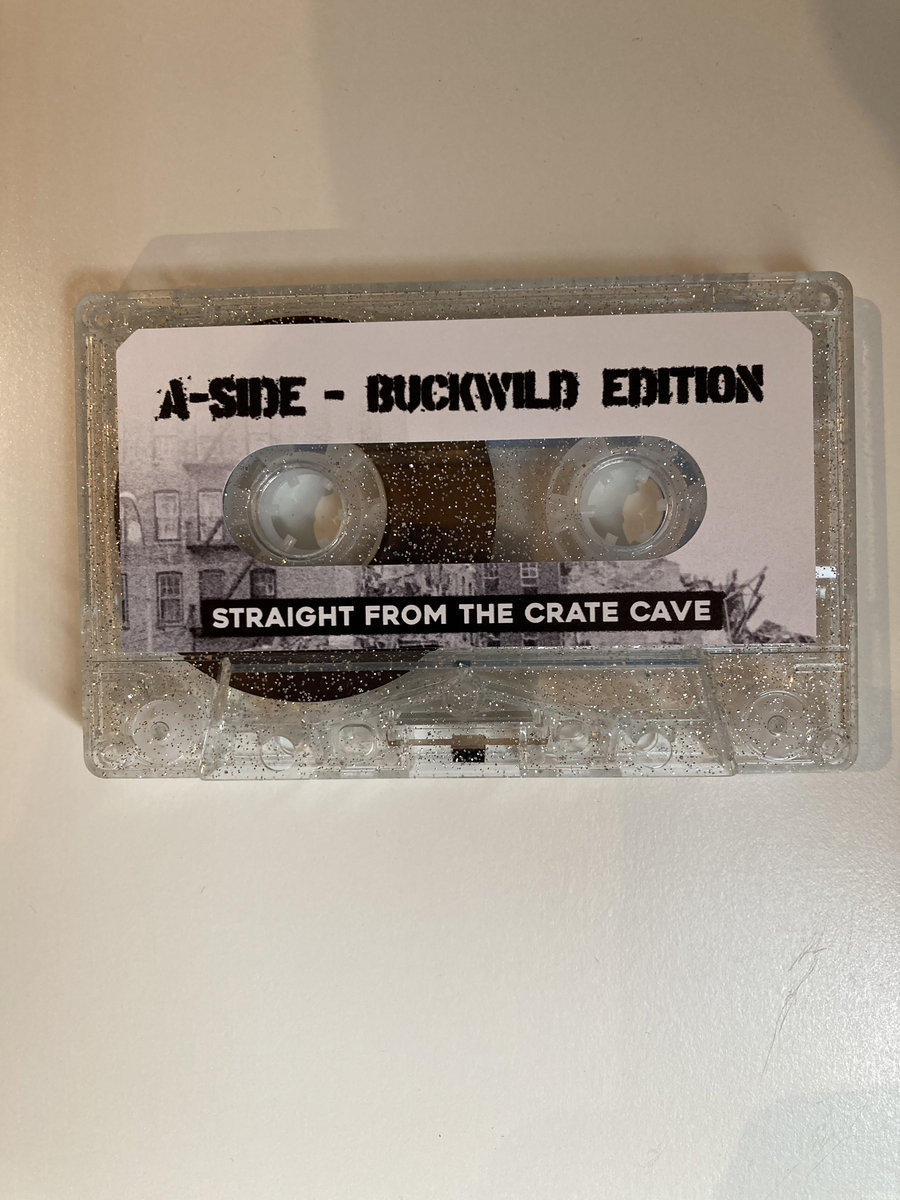 A-SIDE - BUCKWILD EDITION
STRAIGHT FROM THE CRATE CAVE